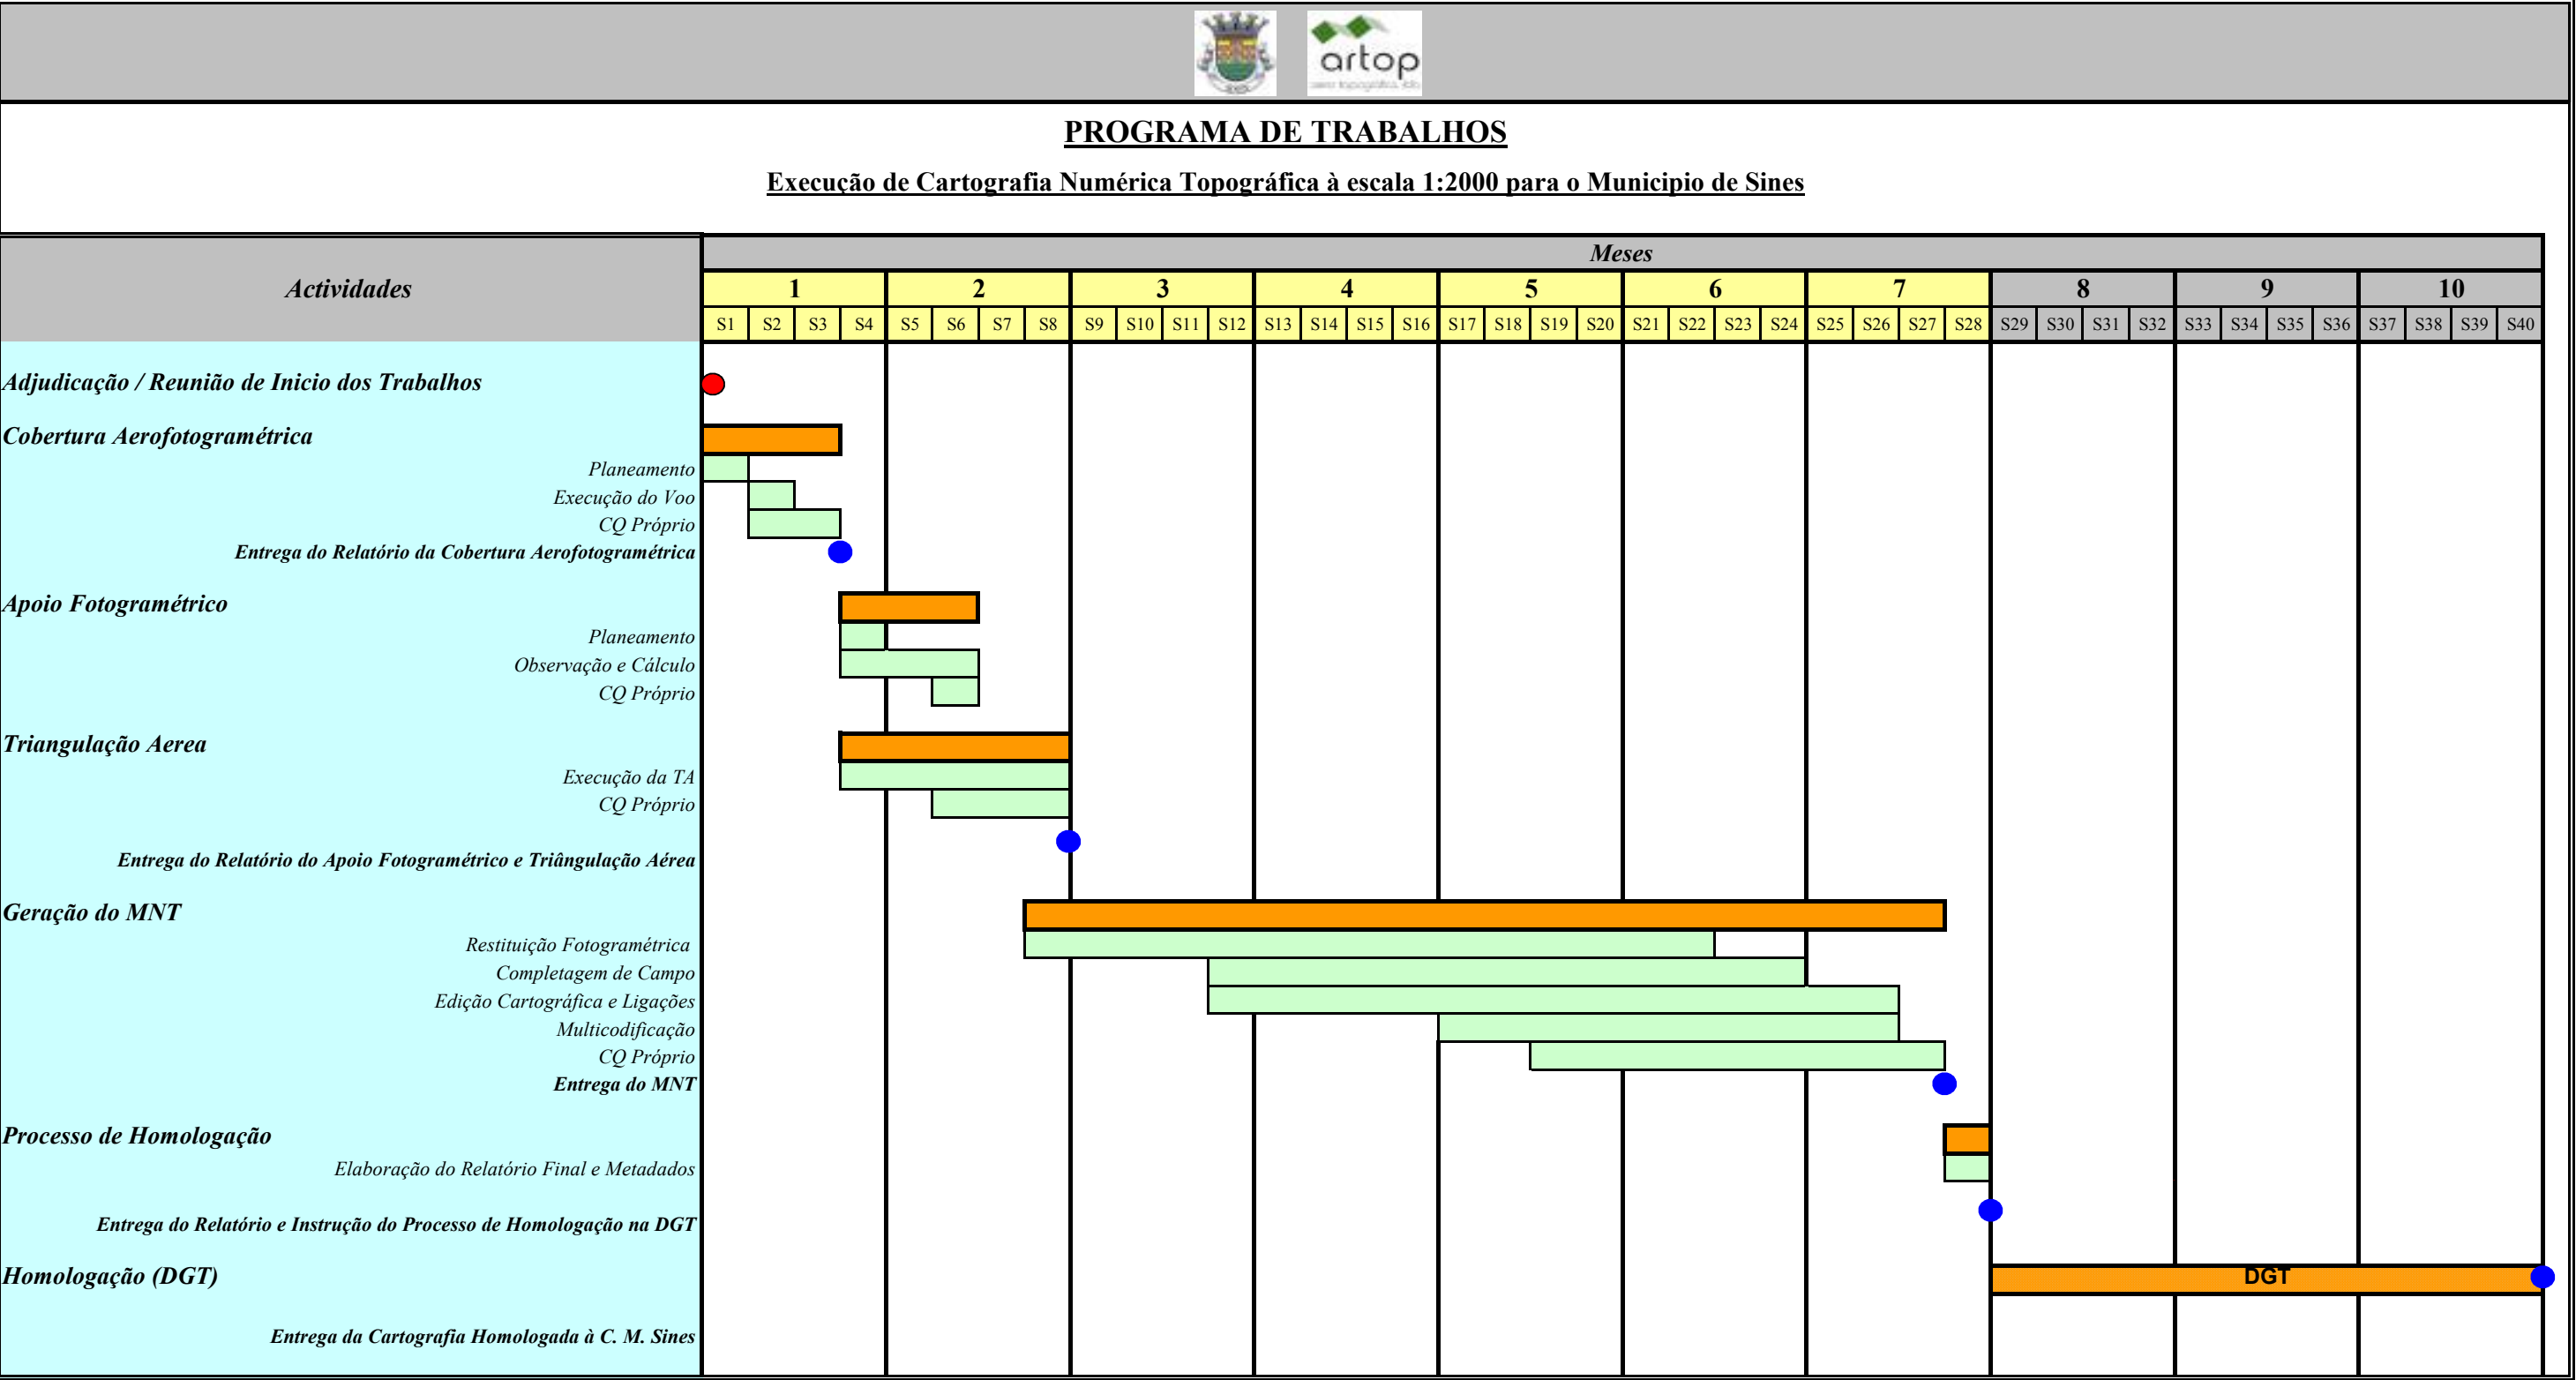 artop
PROGRAMA DE TRABALHOS
Execução de Cartografia Numérica Topográfica à escala 1:2000 para o Municipio de Sines
Actividades
Meses
1 2 3 4 5 6 7 8 9 10
S1 S2 S3 S4 S5 S6 S7 S8 S9 S10 S11 S12 S13 S14 S15 S16 S17 S18 S19 S20 S21 S22 S23 S24 S25 S26 S27 S28 S29 S30 S31 S32 S33 S34 S35 S36 S37 S38 S39 S40
Adjudicação / Reunião de Inicio dos Trabalhos
Cobertura Aerofotogramétrica
Planeamento
Execução do Voo
CQ Próprio
Entrega do Relatório da Cobertura Aerofotogramétrica
Apoio Fotogramétrico
Planeamento
Observação e Cálculo
CQ Próprio
Triangulação Aerea
Execução da TA
CQ Próprio
Entrega do Relatório do Apoio Fotogramétrico e Triângulação Aérea
Geração do MNT
Restituição Fotogramétrica
Completagem de Campo
Edição Cartográfica e Ligações
Multicodificação
CQ Próprio
Entrega do MNT
Processo de Homologação
Elaboração do Relatório Final e Metadados
Entrega do Relatório e Instrução do Processo de Homologação na DGT
Homologação (DGT)
DGT
Entrega da Cartografia Homologada à C. M. Sines